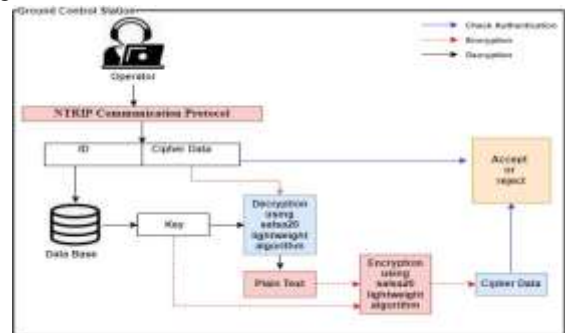 Ground Control Station
Check Authentication
Encryption
Decryption
Operator
NTRIP Communication Protocol
ID
Cipher Data
Accept
or
reject
Decryption
using
salsa20
lightweight
algorithm
Key
Data Base
Plain Text
Encryption
using
salsa20
lightweight
algorithm
Cipher Data